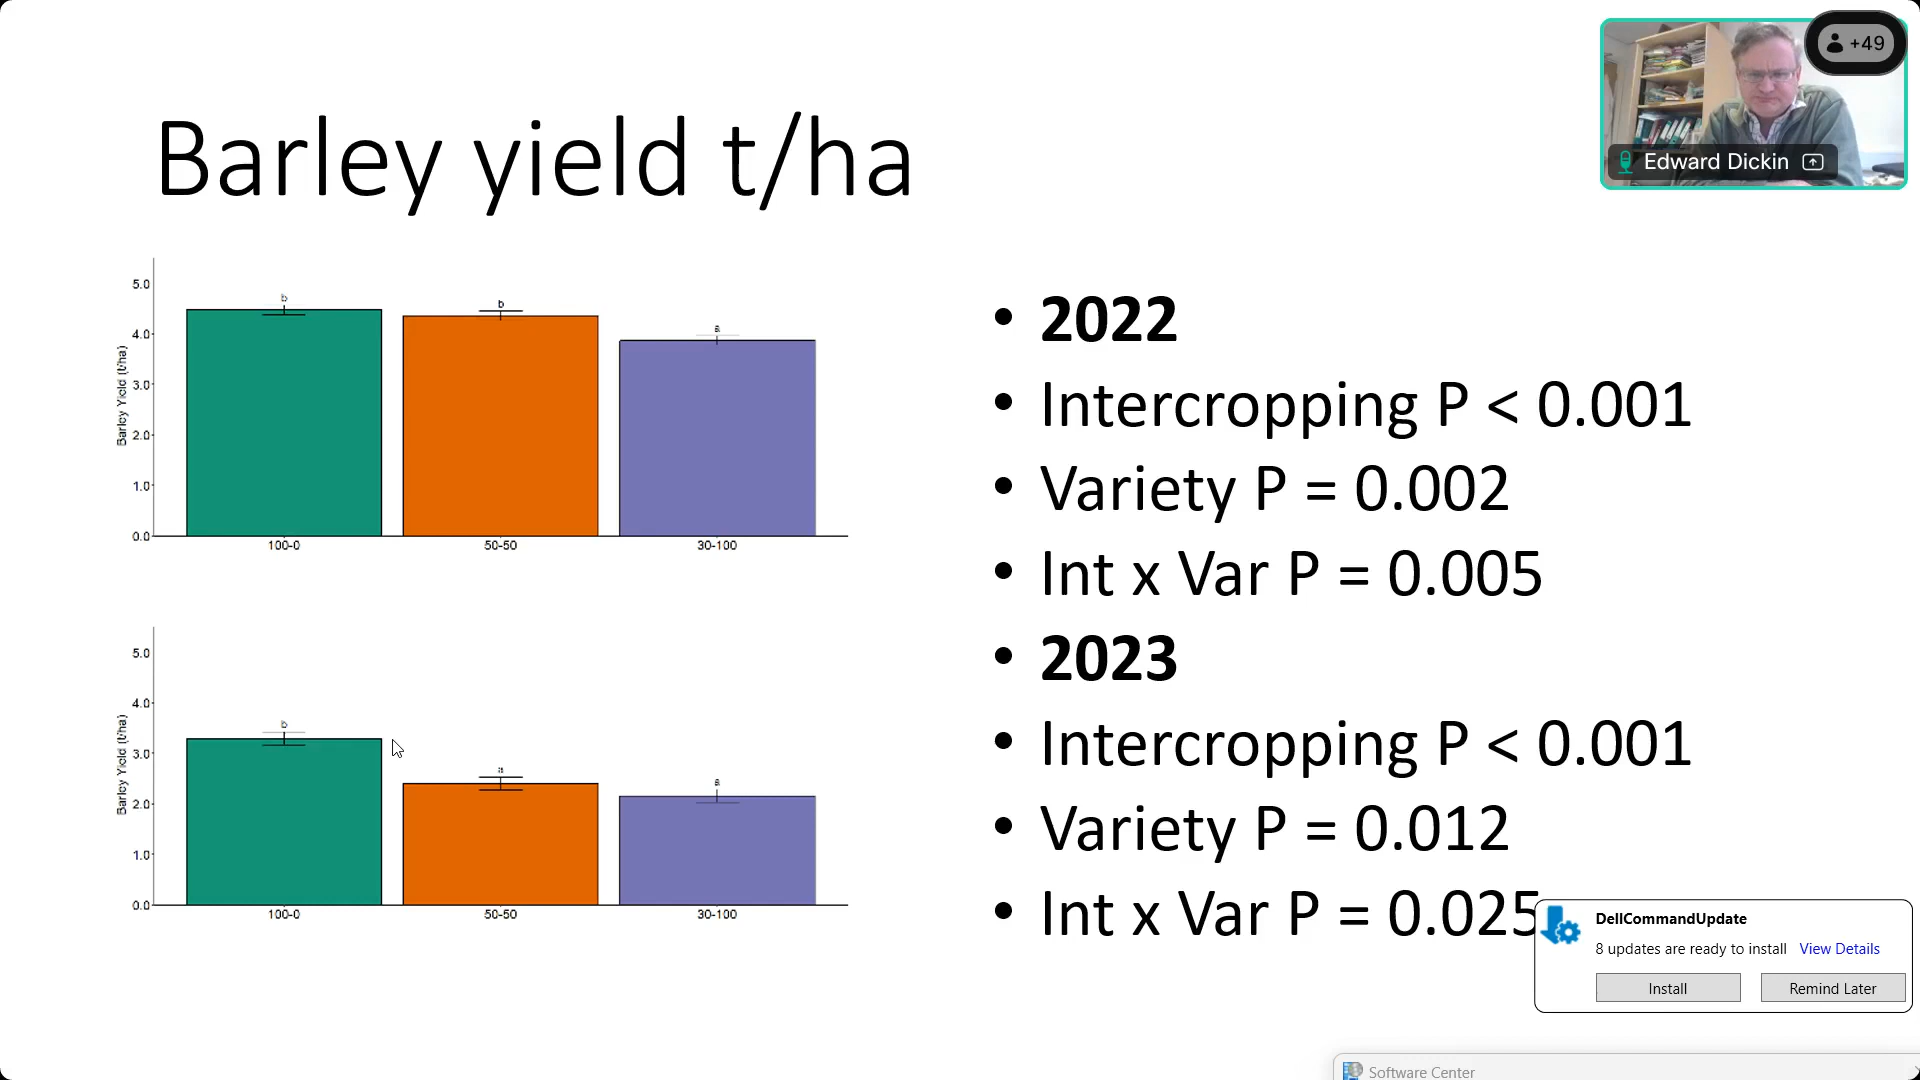 +49
Edward Dickin
Barley yield t/ha
Barley Yield (t/ha)
5.0
4.0
3.0
2.0
1.0
0.0
b
b
a
100-0
50-50
30-100
Barley Yield (t/ha)
5.0
4.0
3.0
2.0
1.0
0.0
b
a
a
100-0
50-50
30-100
• 2022
• Intercropping P < 0.001
• Variety P = 0.002
• Int x Var P = 0.005
• 2023
• Intercropping P < 0.001
• Variety P = 0.012
• Int x Var P = 0.025
DellCommandUpdate
8 updates are ready to install View Details
Install Remind Later
Software Center